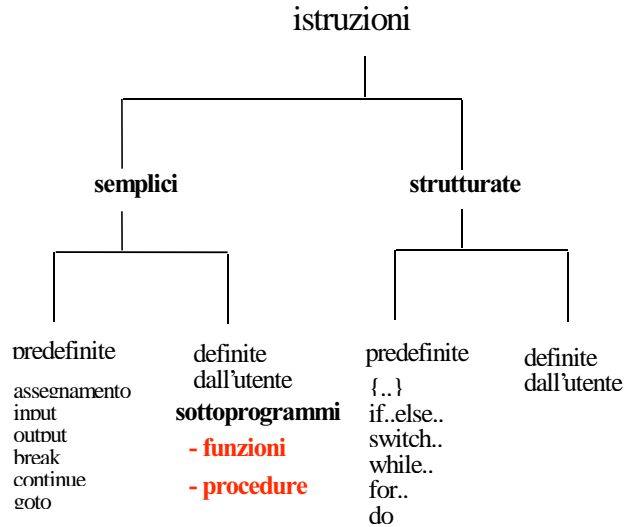 istruzioni
semplici
strutturate
predefinite
assegnamento
input
output
break
continue
goto
definite
dall'utente
sottoprogrammi
- funzioni
- procedure
predefinite
{..}
if..else..
switch..
while..
for..
do
definite
dall'utente